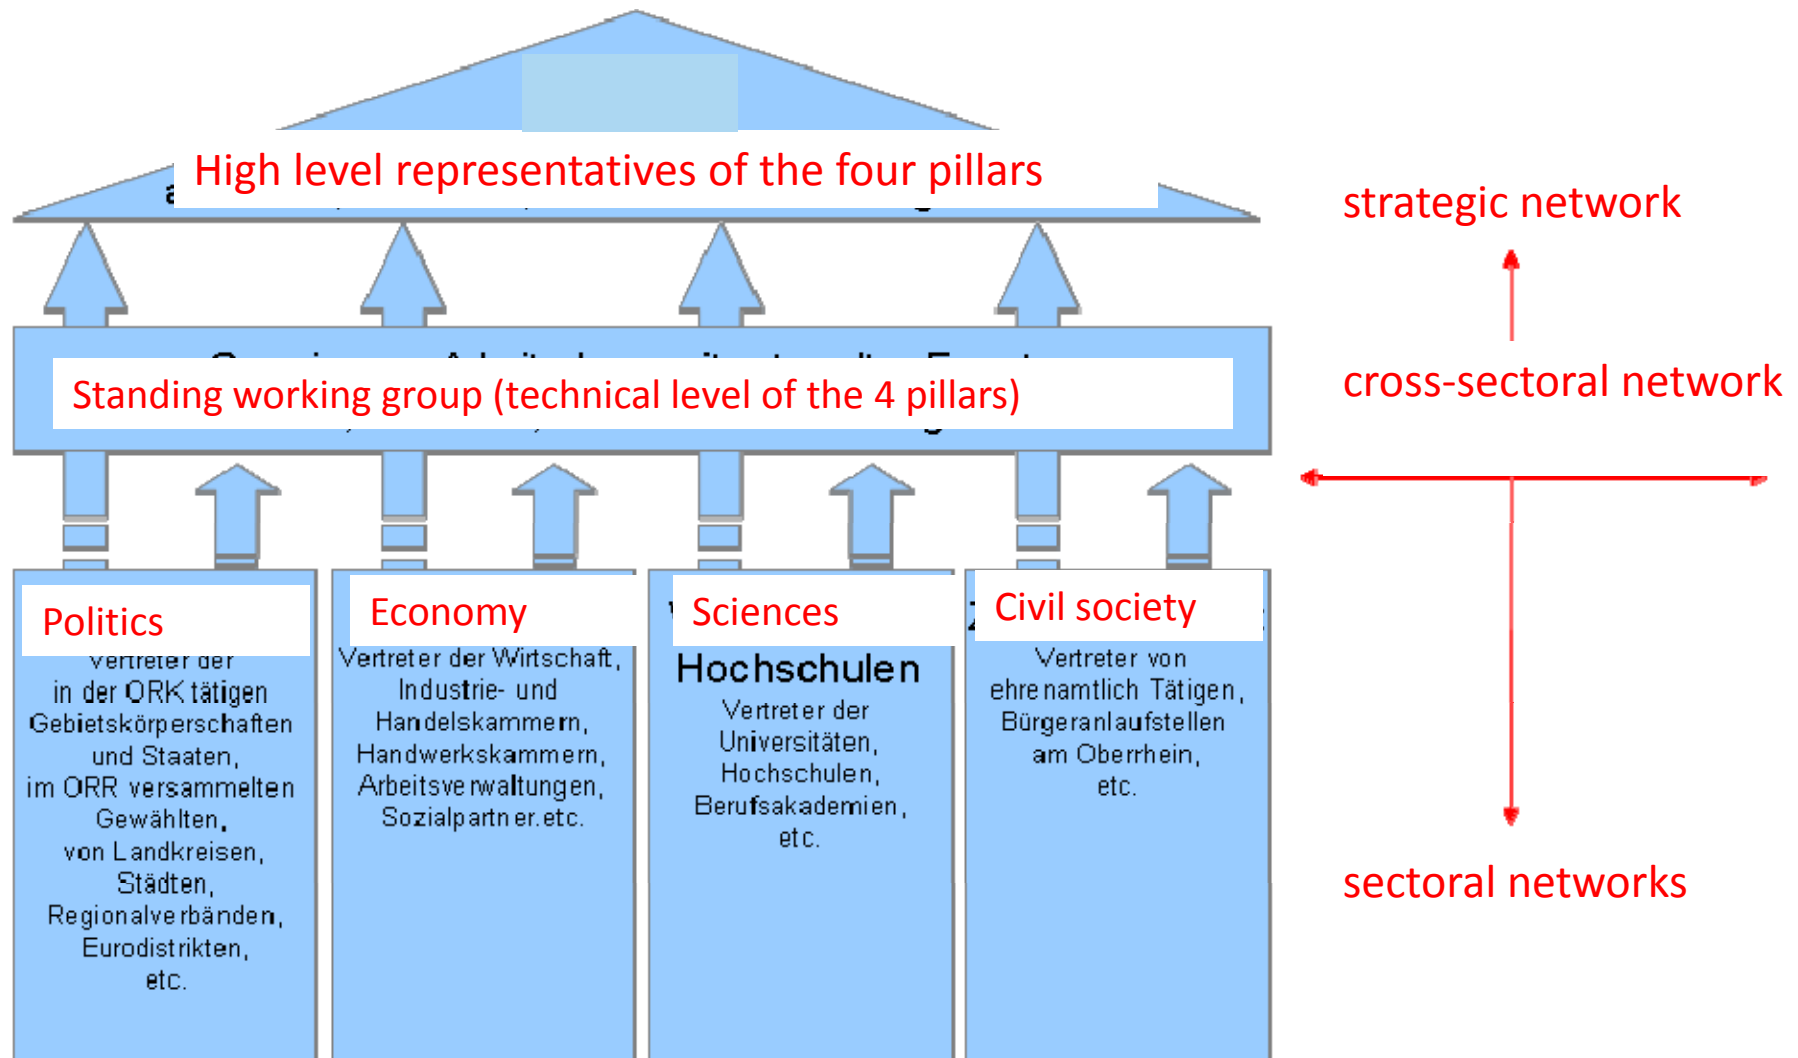 High level representatives of the four pillars
strategic network
Standing working group (technical level of the 4 pillars)
cross-sectoral network
Politics
Vertreter der
in der ORK tätigen
Gebietskörperschaften
und Staaten,
im ORR versammelten
Gewählten,
von Landkreisen,
Städten,
Regionalverbänden,
Eurodistrikten,
etc.
Economy
Vertreter der Wirtschaft,
Industrie- und
Handelskammern,
Handwerkskammern,
Arbeitsverwaltungen,
Sozialpartner.etc.
Sciences
Hochschulen
Vertreter der
Universitäten,
Hochschulen,
Berufsakademien,
etc.
Civil society
Vertreter von
ehrenamtlich Tätigen,
Bürgeranlaufstellen
am Oberrhein,
etc.
sectoral networks